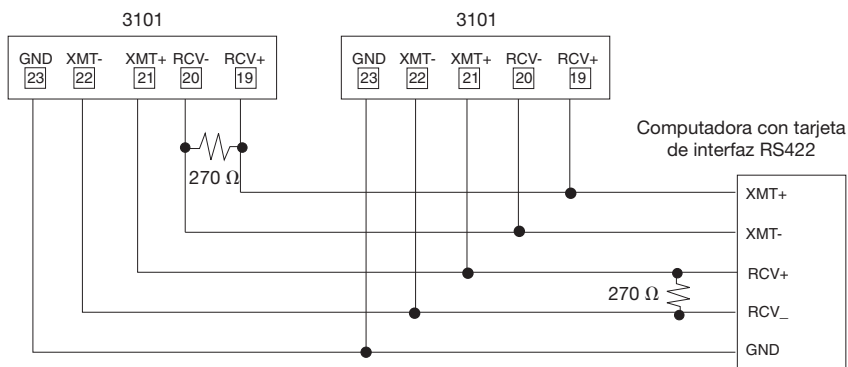 3101
3101
GND XMT- XMT+ RCV- RCV+
23 22 21 20 19
GND XMT- XMT+ RCV- RCV+
23 22 21 20 19
Computadora con tarjeta
de interfaz RS422
270 Ω
XMT+
XMT-
RCV+
270 Ω
RCV_
GND